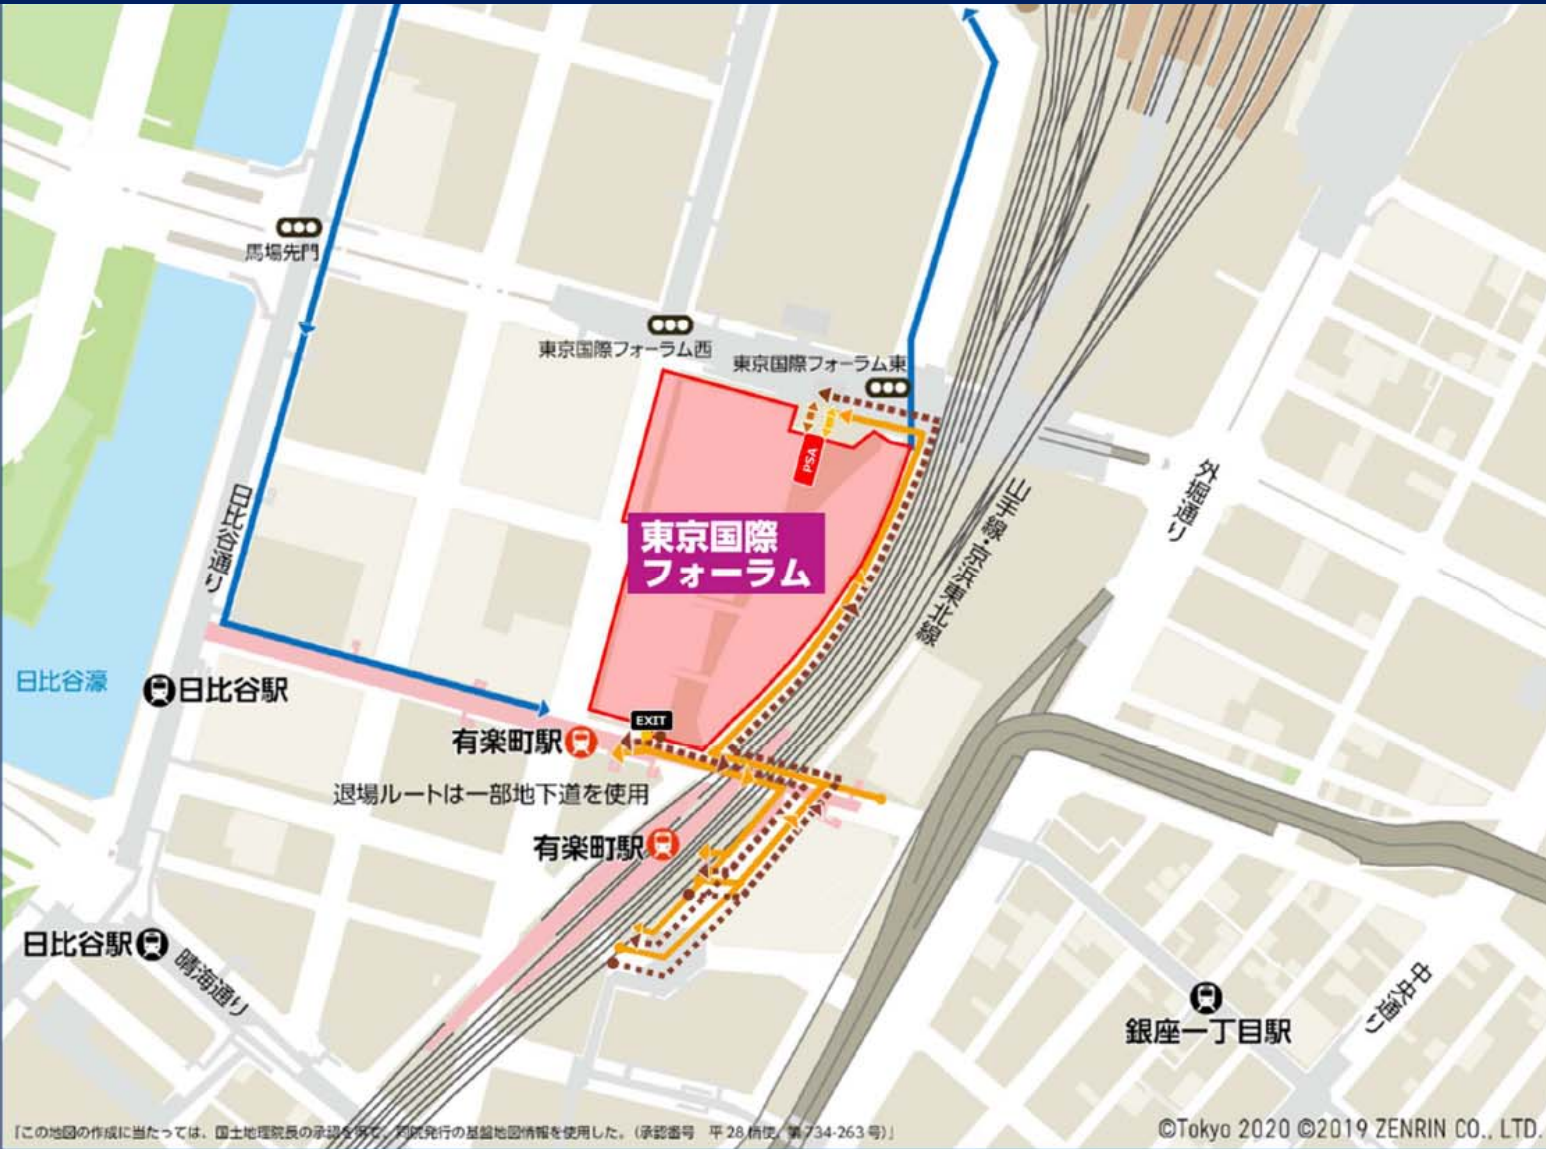 馬場先門
東京国際フォーラム西
東京国際フォーラム東
PSA
外堀通り
日比谷通り
山手線・京浜東北線
東京国際
フォーラム
日比谷濠
日比谷駅
EXIT
有楽町駅
退場ルートは一部地下道を使用
有楽町駅
日比谷駅
晴海通り
中央通り
銀座一丁目駅
「この地図の作成に当たっては、国土地理院長の承認を得て、同院発行の基盤地図情報を使用した。(承認番号 平28情使、第734-263号)」
©Tokyo 2020 ©2019 ZENRIN CO., LTD.